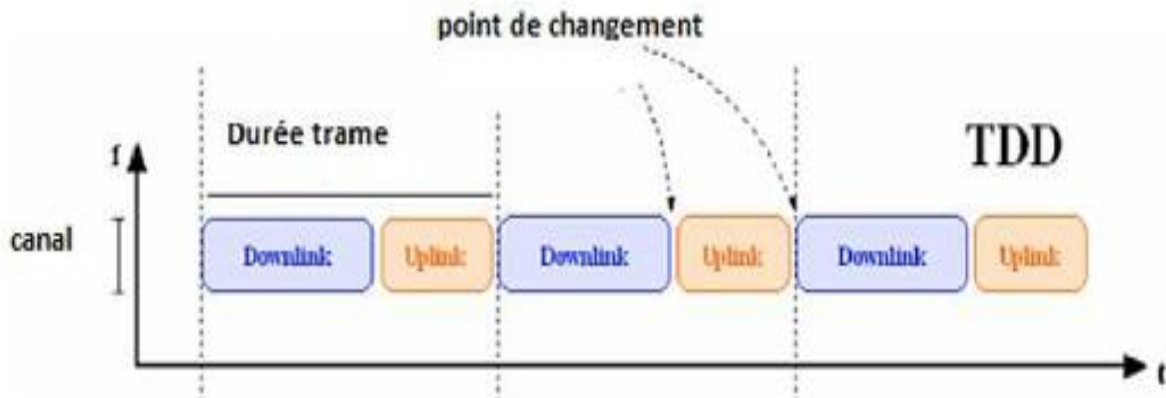 point de changement
Durée trame
TDD
f
canal
Downlink Uplink Downlink Uplink Downlink Uplink
t